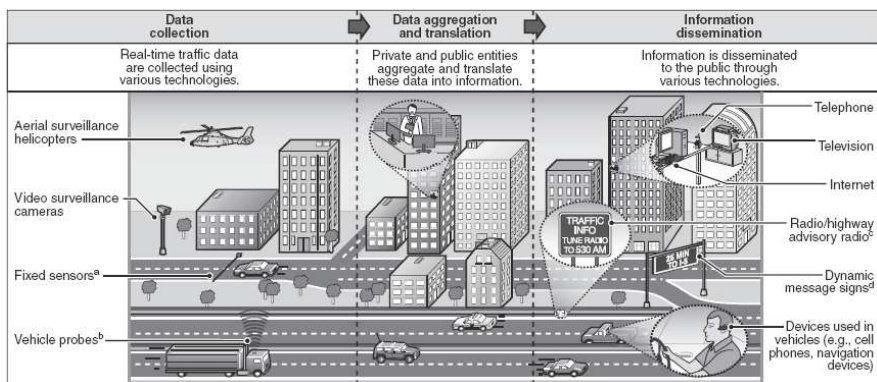 Data
collection
Data aggregation
and translation
Information
dissemination
Real-time traffic data
are collected using
various technologies.
Private and public entities
aggregate and translate
these data into information.
Information is disseminated
to the public through
various technologies.
Aerial surveillance
helicopters
Video surveillance
cameras
Fixed sensorsᵃ
Vehicle probesᵇ
TRAFFIC
INFO
TUNE RADIO
TO 530 AM
25 MIN
Telephone
Television
Internet
Radio/highway
advisory radioᶜ
Dynamic
message signsᵈ
Devices used in
vehicles (e.g., cell
phones, navigation
devices)